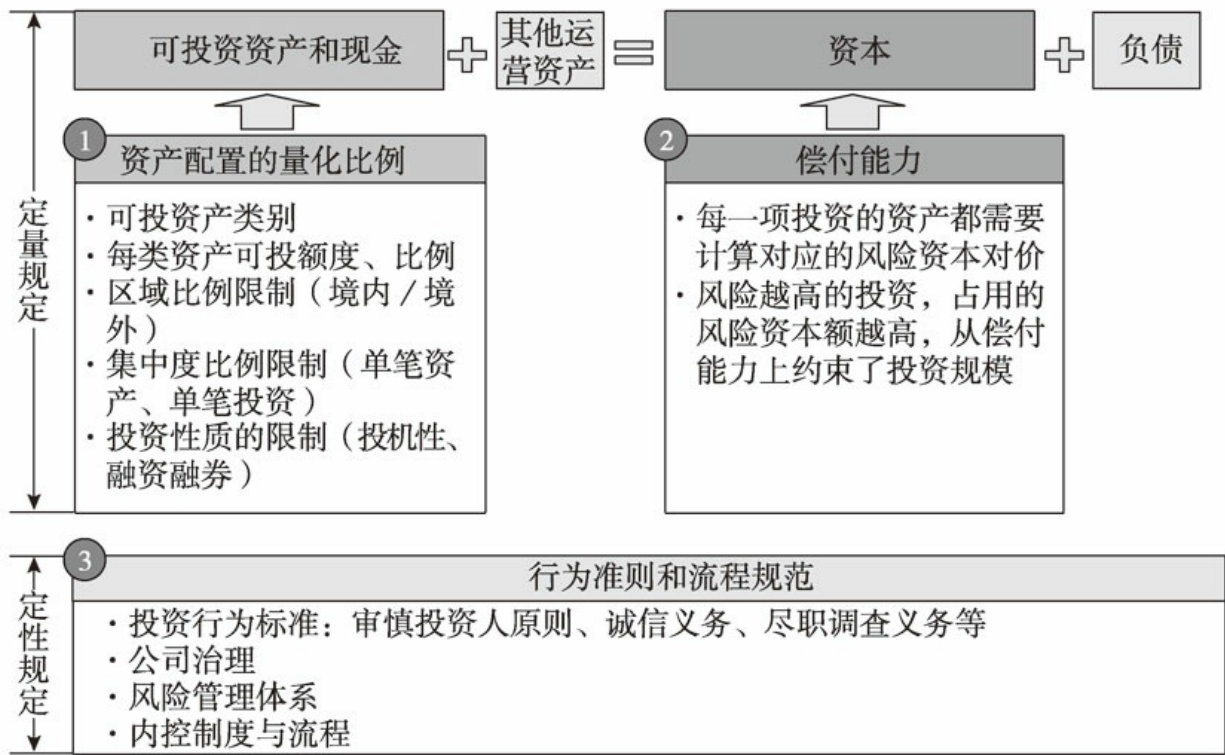 可投资资产和现金
其他运
营资产
资本
负债
定量规定
1
资产配置的量化比例
· 可投资产类别
· 每类资产可投额度、比例
· 区域比例限制（境内/境
外）
· 集中度比例限制（单笔资
产、单笔投资）
· 投资性质的限制（投机性、
融资融券）
2
偿付能力
· 每一项投资的资产都需要
计算对应的风险资本对价
· 风险越高的投资，占用的
风险资本额越高，从偿付
能力上约束了投资规模
定性规定
3
行为准则和流程规范
· 投资行为标准：审慎投资人原则、诚信义务、尽职调查义务等
· 公司治理
· 风险管理体系
· 内控制度与流程